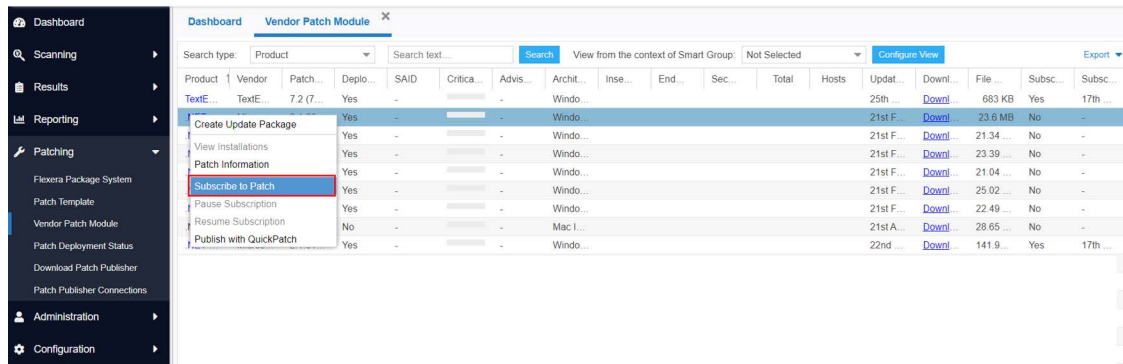 Dashboard
Scanning
Results
Reporting
Patching
Flexera Package System
Patch Template
Vendor Patch Module
Patch Deployment Status
Download Patch Publisher
Patch Publisher Connections
Administration
Configuration
Dashboard Vendor Patch Module
Search type: Product Search text... Search View from the context of Smart Group: Not Selected Configure View Export
Product Vendor Patch... Deplo... SAID Critica... Advis... Archit... Inse... End... Sec... Total Hosts Updat... Downl... File ... Subsc... Subsc...
TextE... TextE... 7.2 (7... Yes - - Windo... 25th ... Downl... 683 KB Yes 17th ...
Yes - - Windo... 21st F... Downl... 23.6 MB No -
Yes - - Windo... 21st F... Downl... 21.34 ... No -
Yes - - Windo... 21st F... Downl... 23.39 ... No -
Yes - - Windo... 21st F... Downl... 21.04 ... No -
Yes - - Windo... 21st F... Downl... 25.02 ... No -
Yes - - Windo... 21st F... Downl... 22.49 ... No -
No - - Mac I... 21st A... Downl... 28.65 ... No -
Yes - - Windo... 22nd ... Downl... 141.9... Yes 17th ...
Create Update Package
View Installations
Patch Information
Subscribe to Patch
Pause Subscription
Resume Subscription
Publish with QuickPatch